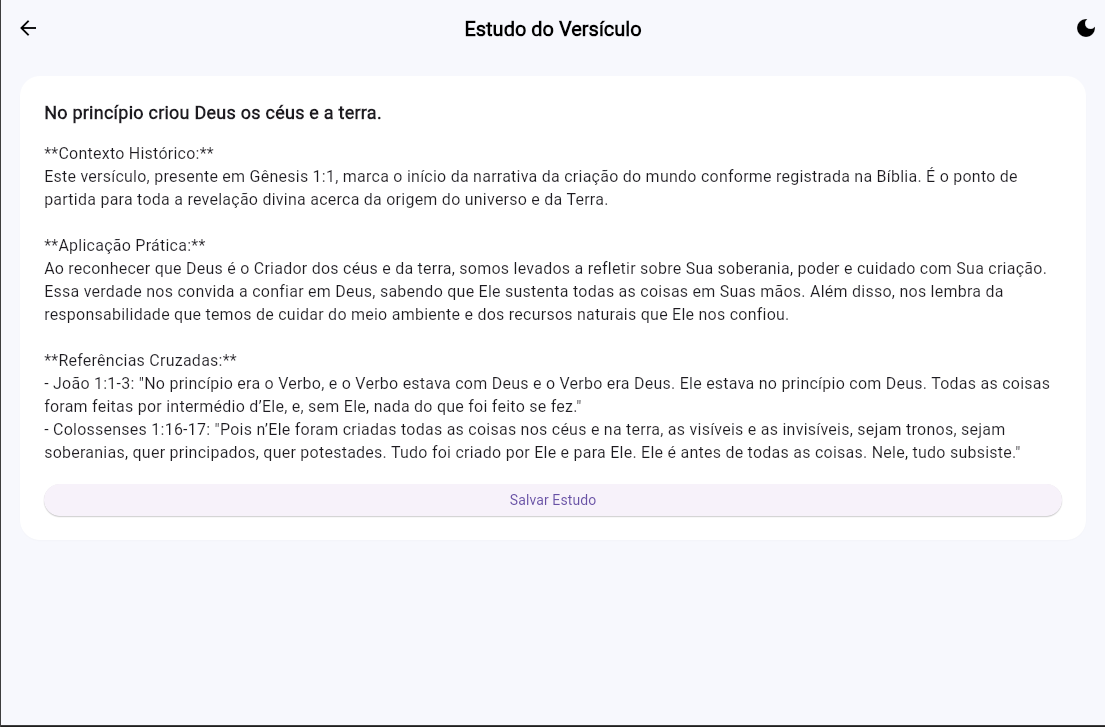 Estudo do Versículo
No princípio criou Deus os céus e a terra.
**Contexto Histórico:**
Este versículo, presente em Gênesis 1:1, marca o início da narrativa da criação do mundo conforme registrada na Bíblia. É o ponto de
partida para toda a revelação divina acerca da origem do universo e da Terra.
**Aplicação Prática:**
Ao reconhecer que Deus é o Criador dos céus e da terra, somos levados a refletir sobre Sua soberania, poder e cuidado com Sua criação.
Essa verdade nos convida a confiar em Deus, sabendo que Ele sustenta todas as coisas em Suas mãos. Além disso, nos lembra da
responsabilidade que temos de cuidar do meio ambiente e dos recursos naturais que Ele nos confiou.
**Referências Cruzadas:**
- João 1:1-3: "No princípio era o Verbo, e o Verbo estava com Deus e o Verbo era Deus. Ele estava no princípio com Deus. Todas as coisas
foram feitas por intermédio d’Ele, e, sem Ele, nada do que foi feito se fez."
- Colossenses 1:16-17: "Pois n’Ele foram criadas todas as coisas nos céus e na terra, as visíveis e as invisíveis, sejam tronos, sejam
soberanias, quer principados, quer potestades. Tudo foi criado por Ele e para Ele. Ele é antes de todas as coisas. Nele, tudo subsiste."
Salvar Estudo